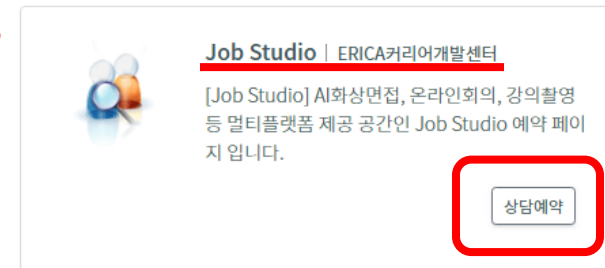 Job Studio | ERICA커리어개발센터
[Job Studio] AI화상면접, 온라인회의, 강의촬영
등 멀티플랫폼 제공 공간인 Job Studio 예약 페이
지 입니다.
상담예약